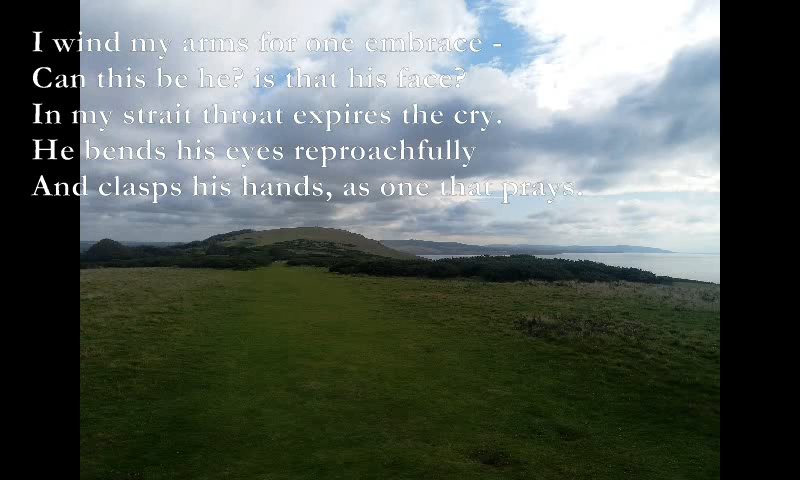 I wind my arms for one embrace -
Can this be he? is that his face?
In my strait throat expires the cry.
He bends his eyes reproachfully
And clasps his hands, as one that prays.